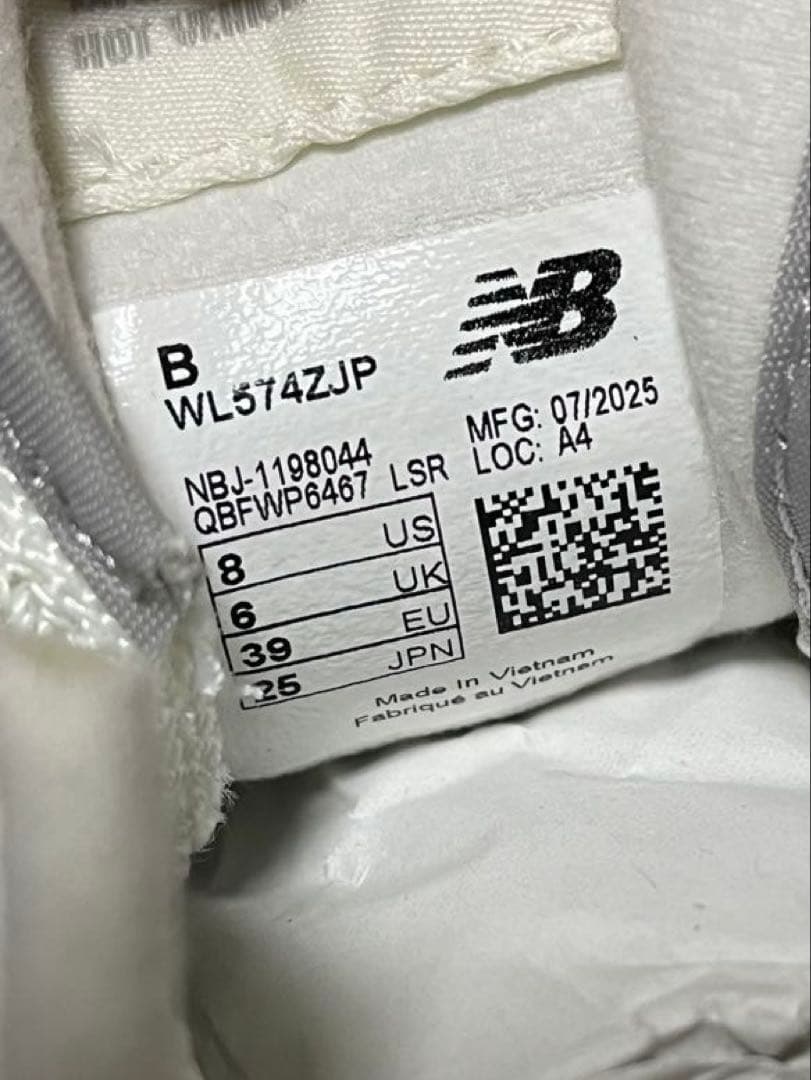 NB
B
WL574ZJP
MFG: 07/2025
LOC: A4
NBJ-1198044
QBFWP6467 LSR
8 US
6 UK
39 EU
25 JPN
Made In Vietnam
Fabriqué au Vietnam